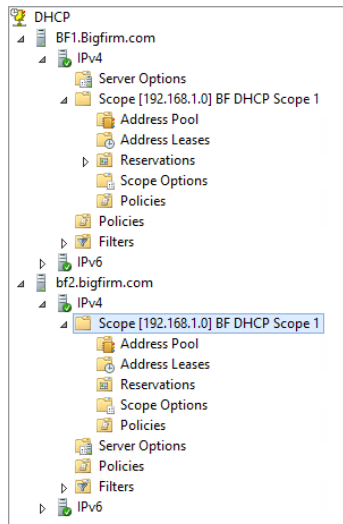 DHCP
BF1.Bigfirm.com
IPv4
Server Options
Scope [192.168.1.0] BF DHCP Scope 1
Address Pool
Address Leases
Reservations
Scope Options
Policies
Policies
Filters
IPv6
bf2.bigfirm.com
IPv4
Scope [192.168.1.0] BF DHCP Scope 1
Address Pool
Address Leases
Reservations
Scope Options
Policies
Server Options
Policies
Filters
IPv6